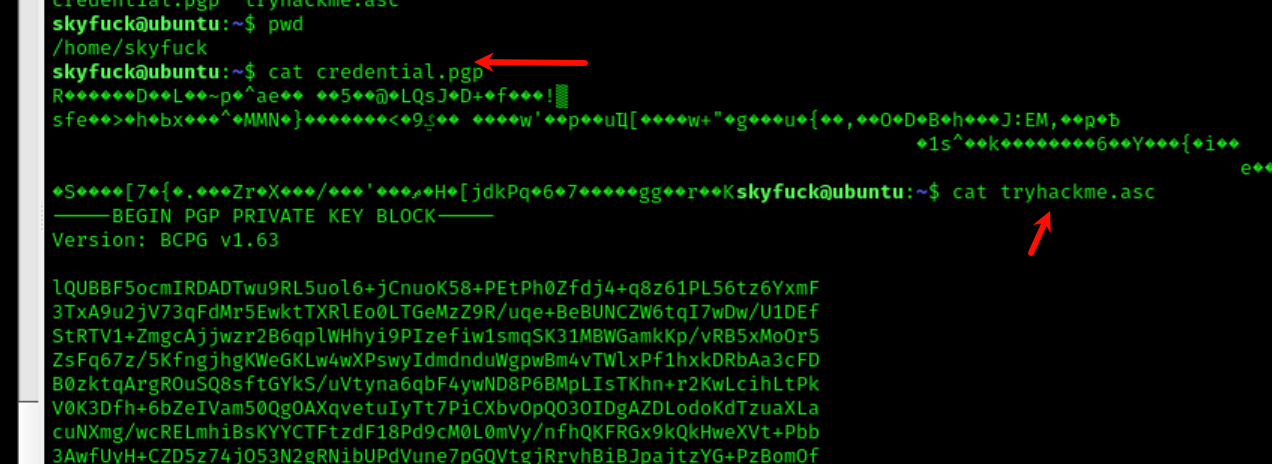 credential.pgp  tryhackme.asc
skyfuck@ubuntu:~$ pwd
/home/skyfuck
skyfuck@ubuntu:~$ cat credential.pgp
R������D��L��~p�^ae�� ��5��@�LQsJ�D+�f���!▒
sfe��>�h�bx���^�MMN�}�������<�9
�1s^��k���������6��Y���{�i��
e��
�S����[7�{�.���Zr�X���/���'���
�H�[jdkPq�6�7�����gg��r��Kskyfuck@ubuntu:~$ cat tryhackme.asc
-----BEGIN PGP PRIVATE KEY BLOCK-----
Version: BCPG v1.63
lQUBBF5ocmIRDADTwu9RL5uol6+jCnuoK58+PEtPh0Zfdj4+q8z61PL56tz6YxmF
3TxA9u2jV73qFdMr5EwktTXRlEo0LTGeMzZ9R/uqe+BeBUNCZW6tqI7wDw/U1DEf
StRTV1+ZmgcAjjwzr2B6qplWHhyi9PIzefiw1smqSK31MBWGamkKp/vRB5xMoOr5
ZsFq67z/5KfngjhgKWeGKLw4wXPswyIdmdnduWgpwBm4vTWlxPf1hxkDRbAa3cFD
B0zktqArgROuSQ8sftGYkS/uVtyna6qbF4ywND8P6BMpLIsTKhn+r2KwLcihLtPk
V0K3Dfh+6bZeIVam50QgOAXqvetuIyTt7PiCXbvOpQO3OIDgAZDLodoKdTzuaXLa
cuNXmg/wcRELmhiBsKYYCTFtzdF18Pd9cM0L0mVy/nfhQKFRGx9kQkHweXVt+Pbb
3AwfUyH+CZD5z74jO53N2gRNibUPdVune7pGQVtgjRrvhBiBJpajtzYG+PzBomOf